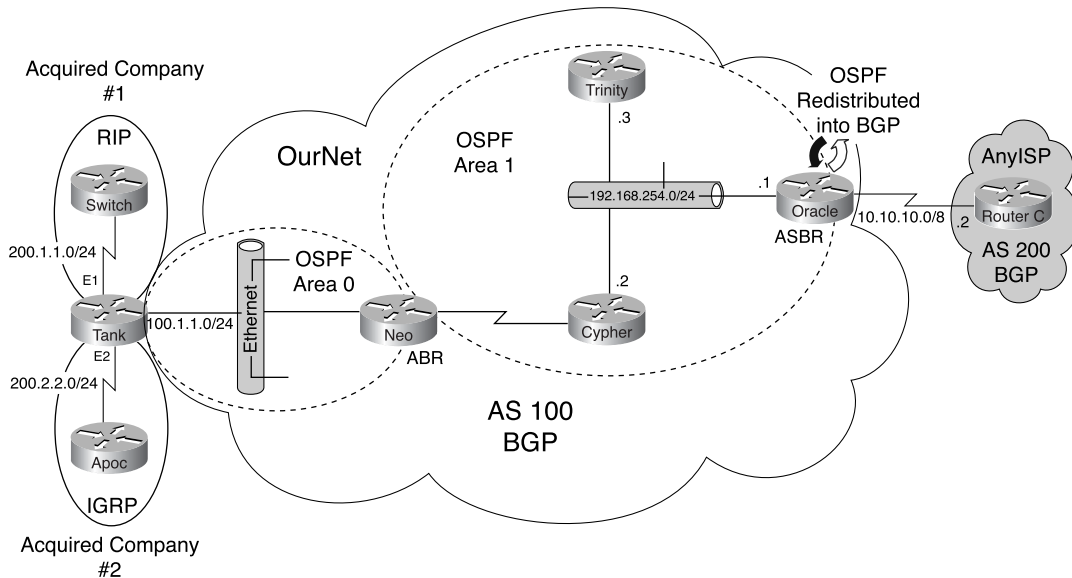 Acquired Company
#1
RIP
Switch
200.1.1.0/24
E1
Tank
E2
200.2.2.0/24
Apoc
IGRP
Acquired Company
#2
100.1.1.0/24
Ethernet
OSPF
Area 0
OurNet
Neo
ABR
OSPF
Area 1
Trinity
.3
192.168.254.0/24
.2
Cypher
.1
Oracle
ASBR
OSPF
Redistributed
into BGP
10.10.10.0/8
.2
AnyISP
Router C
AS 200
BGP
AS 100
BGP